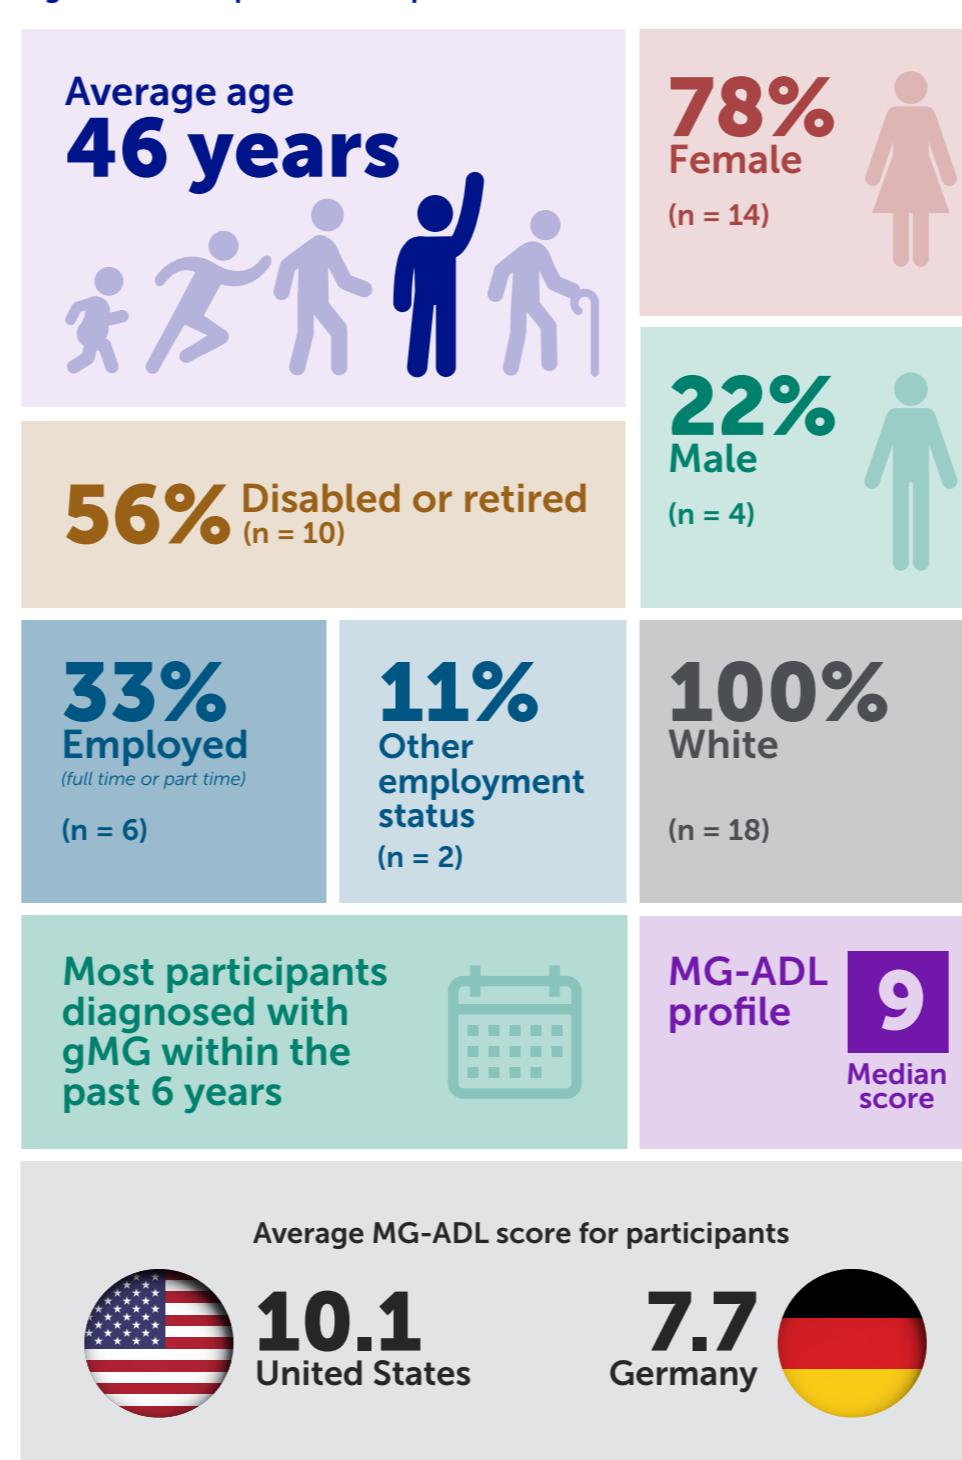 Average age
46 years
78%
Female
(n = 14)
22%
Male
(n = 4)
56% Disabled or retired
(n = 10)
33%
Employed
(full time or part time)
(n = 6)
11%
Other
employment
status
(n = 2)
100%
White
(n = 18)
Most participants
diagnosed with
gMG within the
past 6 years
MG-ADL
profile
9
Median
score
Average MG-ADL score for participants
10.1
United States
7.7
Germany